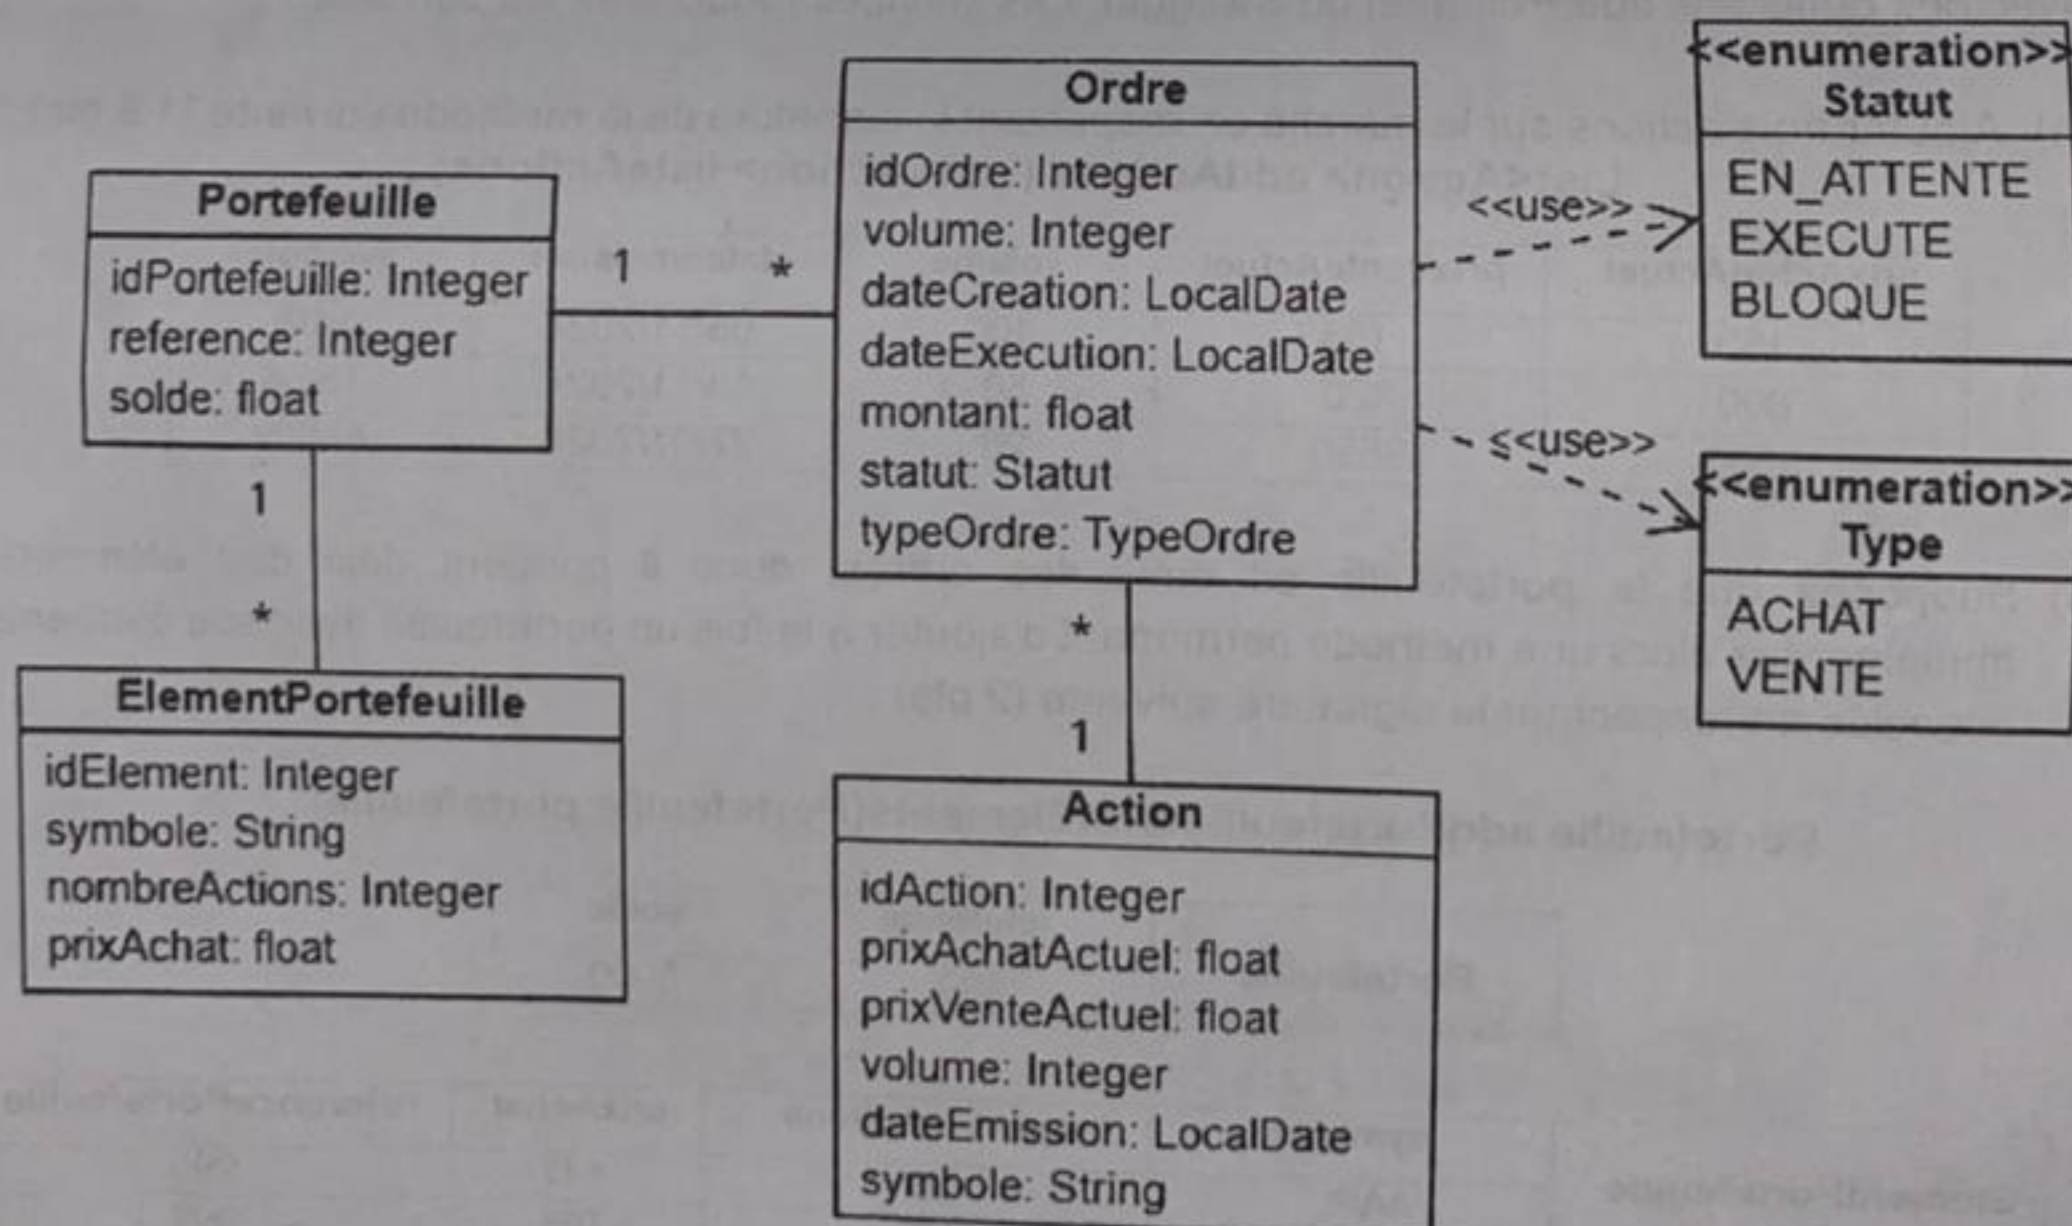 Portefeuille
idPortefeuille: Integer
reference: Integer
solde: float
1
*
1
*
ElementPortefeuille
idElement: Integer
symbole: String
nombreActions: Integer
prixAchat: float
Ordre
idOrdre: Integer
volume: Integer
dateCreation: LocalDate
dateExecution: LocalDate
montant: float
statut: Statut
typeOrdre: TypeOrdre
*
1
Action
idAction: Integer
prixAchatActuel: float
prixVenteActuel: float
volume: Integer
dateEmission: LocalDate
symbole: String
<<use>>
<<use>>
<<enumeration>>
Statut
EN_ATTENTE
EXECUTE
BLOQUE
<<enumeration>>
Type
ACHAT
VENTE